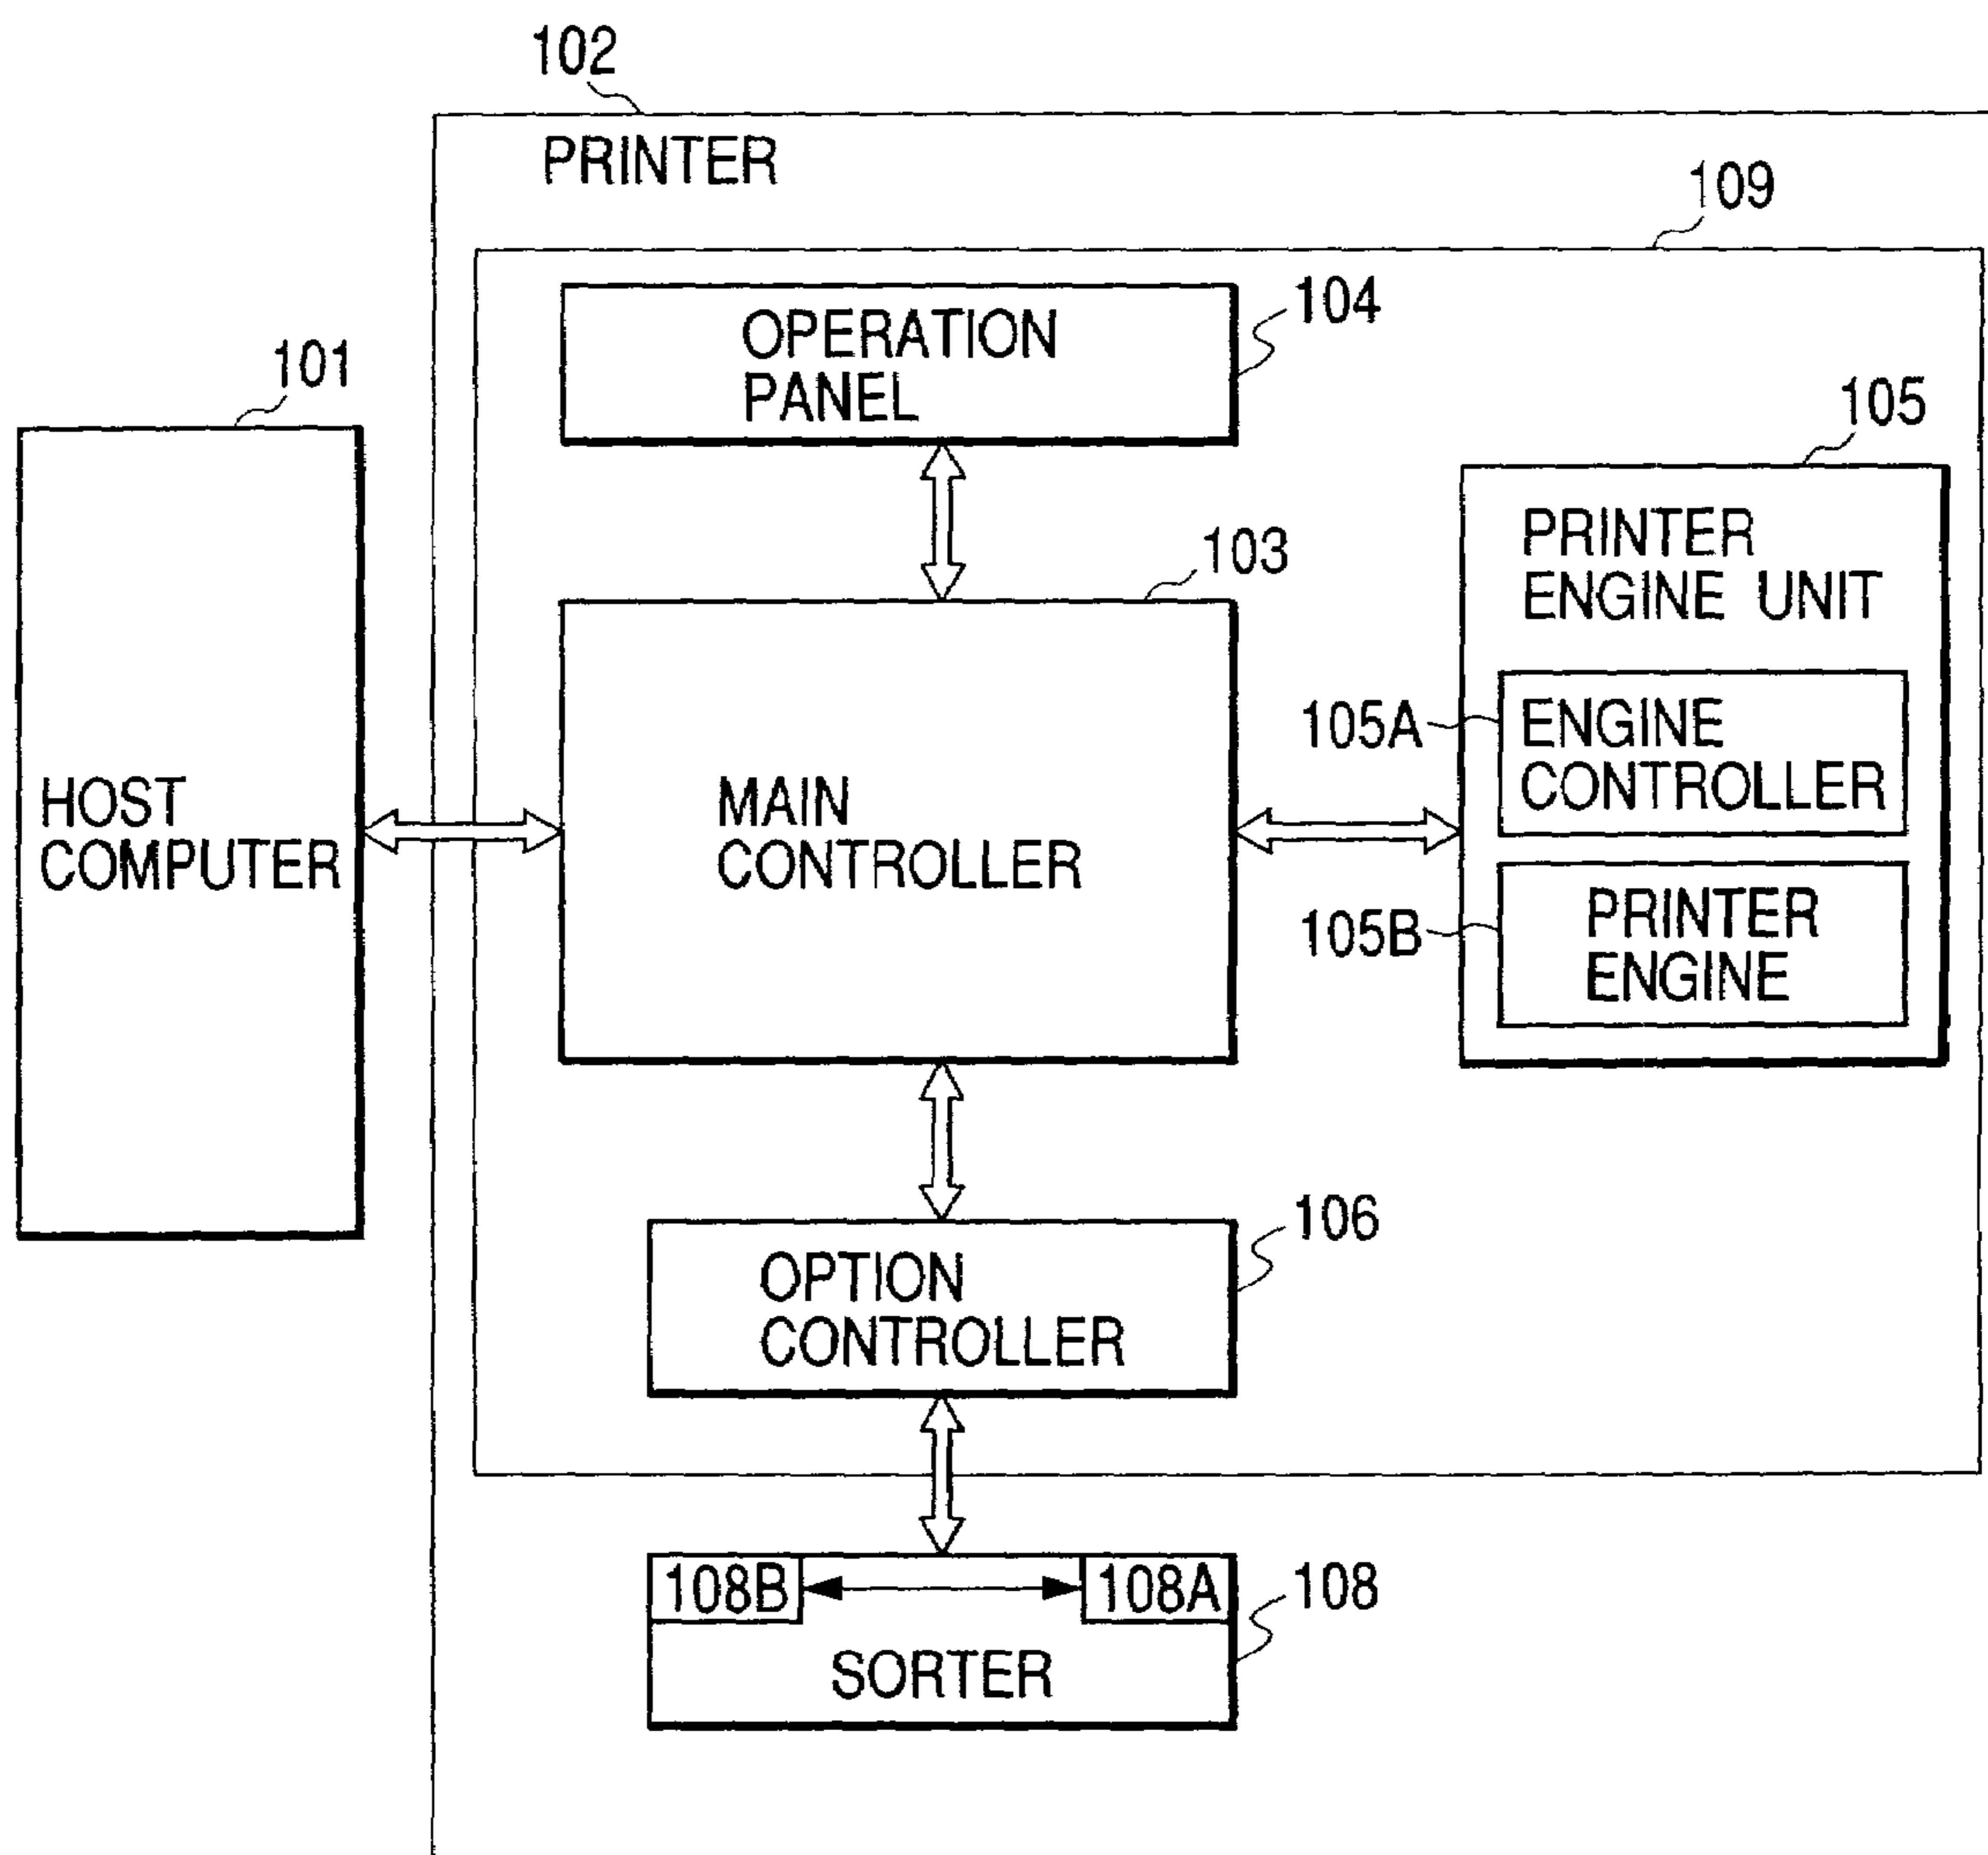 102
PRINTER
109
OPERATION
PANEL
104
101
105
HOST
COMPUTER
103
MAIN
CONTROLLER
PRINTER
ENGINE UNIT
105A
ENGINE
CONTROLLER
105B
PRINTER
ENGINE
OPTION
CONTROLLER
106
108B
108A
108
SORTER